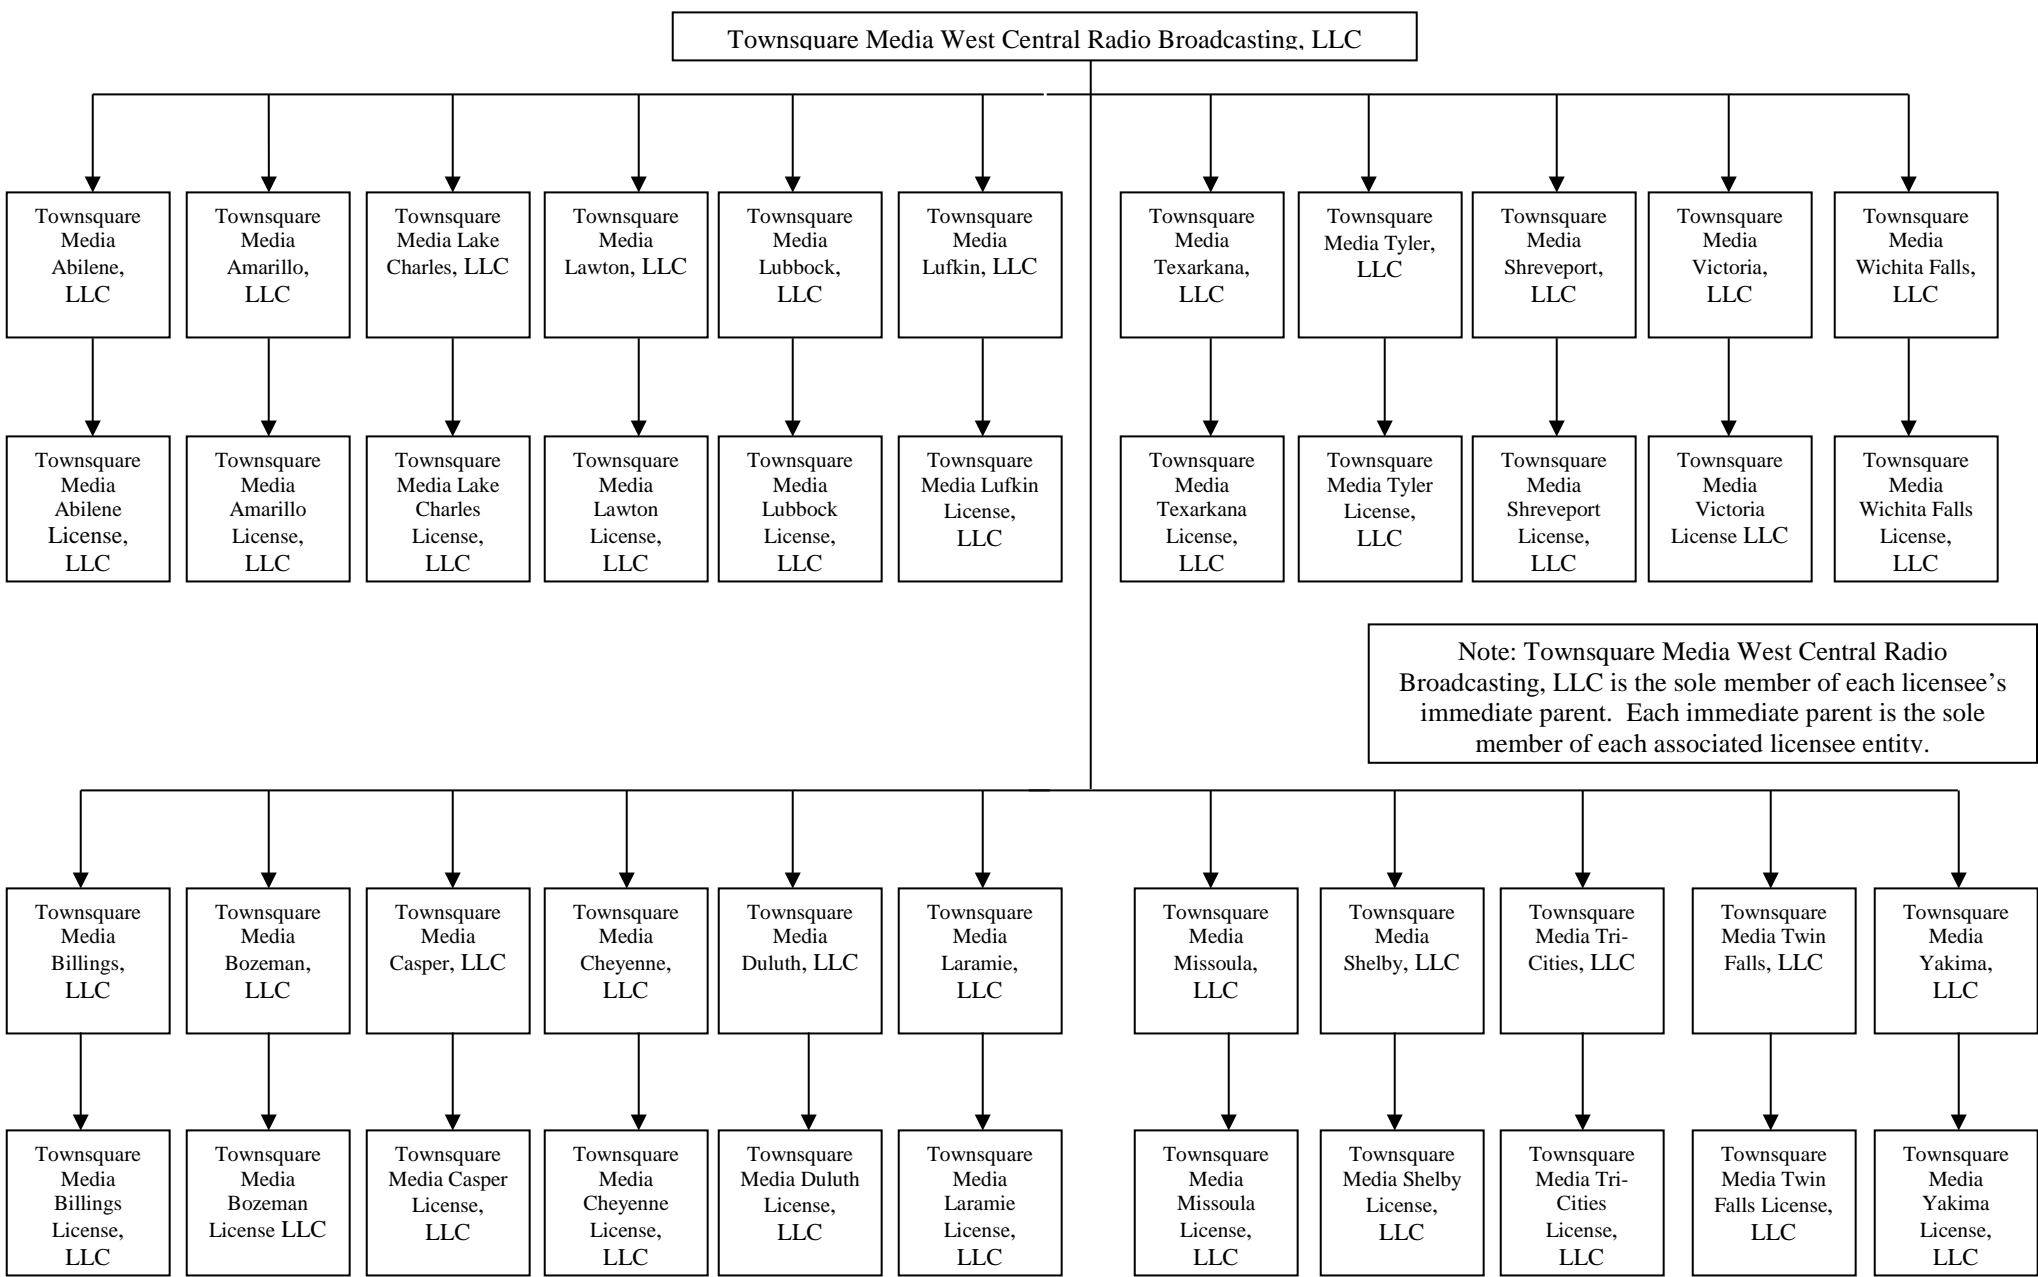 Townsquare Media West Central Radio Broadcasting, LLC
Townsquare
Media
Abilene,
LLC
Townsquare
Media
Amarillo,
LLC
Townsquare
Media Lake
Charles, LLC
Townsquare
Media
Lawton, LLC
Townsquare
Media
Lubbock,
LLC
Townsquare
Media
Lufkin, LLC
Townsquare
Media
Texarkana,
LLC
Townsquare
Media Tyler,
LLC
Townsquare
Media
Shreveport,
LLC
Townsquare
Media
Victoria,
LLC
Townsquare
Media
Wichita Falls,
LLC
Townsquare
Media
Abilene
License,
LLC
Townsquare
Media
Amarillo
License,
LLC
Townsquare
Media Lake
Charles
License,
LLC
Townsquare
Media
Lawton
License,
LLC
Townsquare
Media
Lubbock
License,
LLC
Townsquare
Media Lufkin
License,
LLC
Townsquare
Media
Texarkana
License,
LLC
Townsquare
Media Tyler
License,
LLC
Townsquare
Media
Shreveport
License,
LLC
Townsquare
Media
Victoria
License LLC
Townsquare
Media
Wichita Falls
License,
LLC
Note: Townsquare Media West Central Radio
Broadcasting, LLC is the sole member of each licensee’s
immediate parent.  Each immediate parent is the sole
member of each associated licensee entity.
Townsquare
Media
Billings,
LLC
Townsquare
Media
Bozeman,
LLC
Townsquare
Media
Casper, LLC
Townsquare
Media
Cheyenne,
LLC
Townsquare
Media
Duluth, LLC
Townsquare
Media
Laramie,
LLC
Townsquare
Media
Missoula,
LLC
Townsquare
Media
Shelby, LLC
Townsquare
Media Tri-
Cities, LLC
Townsquare
Media Twin
Falls, LLC
Townsquare
Media
Yakima,
LLC
Townsquare
Media
Billings
License,
LLC
Townsquare
Media
Bozeman
License LLC
Townsquare
Media Casper
License,
LLC
Townsquare
Media
Cheyenne
License,
LLC
Townsquare
Media Duluth
License,
LLC
Townsquare
Media
Laramie
License,
LLC
Townsquare
Media
Missoula
License,
LLC
Townsquare
Media Shelby
License,
LLC
Townsquare
Media Tri-
Cities
License,
LLC
Townsquare
Media Twin
Falls License,
LLC
Townsquare
Media
Yakima
License,
LLC